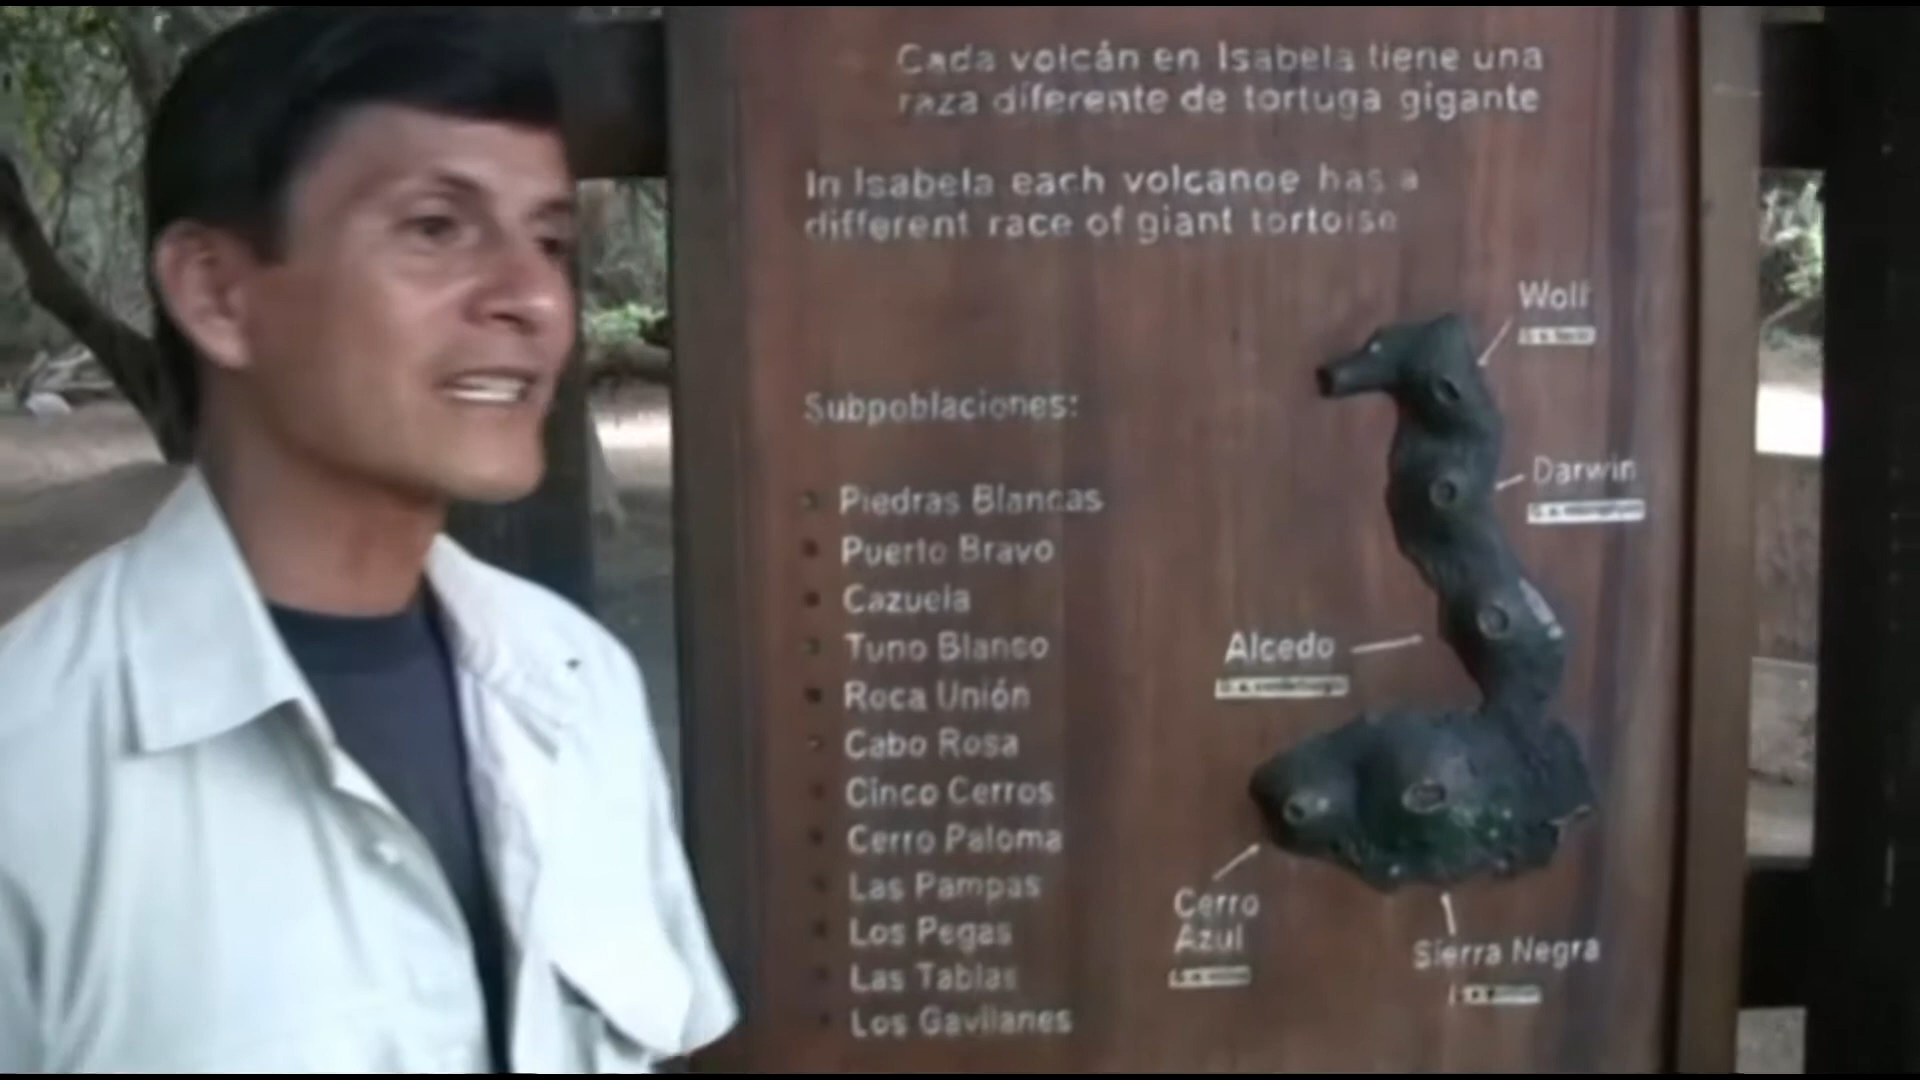 Cada volcán en Isabela tiene una
raza diferente de tortuga gigante
In Isabela each volcanoe has a
different race of giant tortoise
Subpoblaciones:
Piedras Blancas
Puerto Bravo
Cazuela
Tuno Blanco
Roca Unión
Cabo Rosa
Cinco Cerros
Cerro Paloma
Las Pampas
Los Pegas
Las Tablas
Los Gavilanes
Wolf
Darwin
Alcedo
Cerro
Azul
Sierra Negra